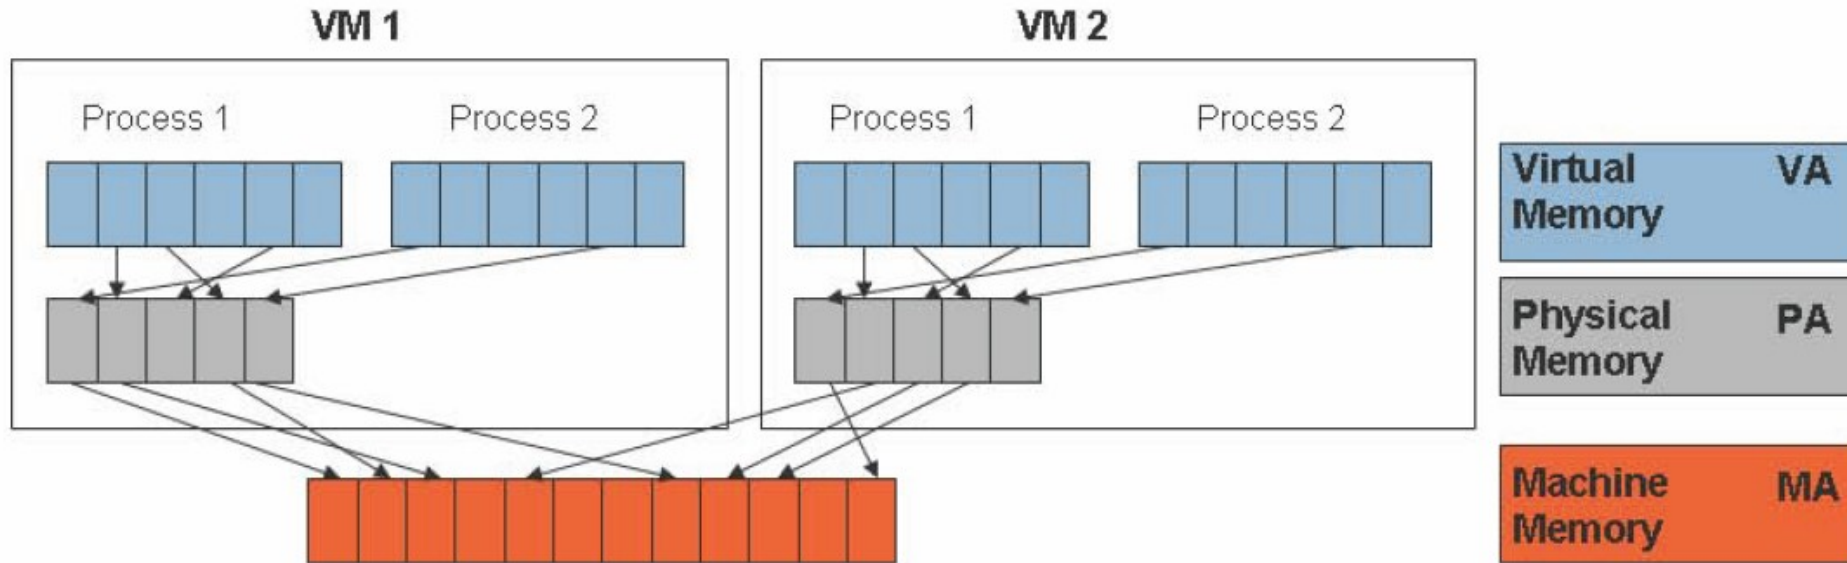 VM 1
VM 2
Process 1
Process 2
Process 1
Process 2
Virtual VA
Memory
Physical PA
Memory
Machine MA
Memory